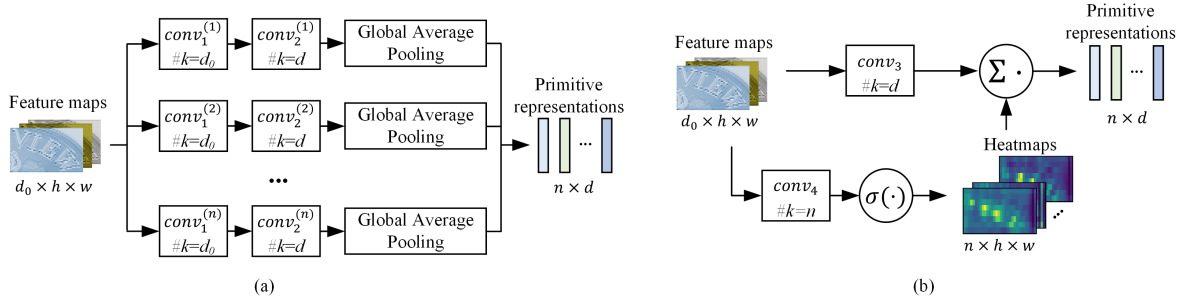 Feature maps
d₀ × h × w
conv₁⁽¹⁾
#k=d₀
conv₂⁽¹⁾
#k=d
Global Average
Pooling
conv₁⁽²⁾
#k=d₀
conv₂⁽²⁾
#k=d
Global Average
Pooling
...
conv₁⁽ⁿ⁾
#k=d₀
conv₂⁽ⁿ⁾
#k=d
Global Average
Pooling
Primitive
representations
...
n × d
(a)
Feature maps
VIEW
d₀ × h × w
conv₃
#k=d
Σ ·
Primitive
representations
...
n × d
conv₄
#k=n
σ(·)
Heatmaps
...
n × h × w
(b)